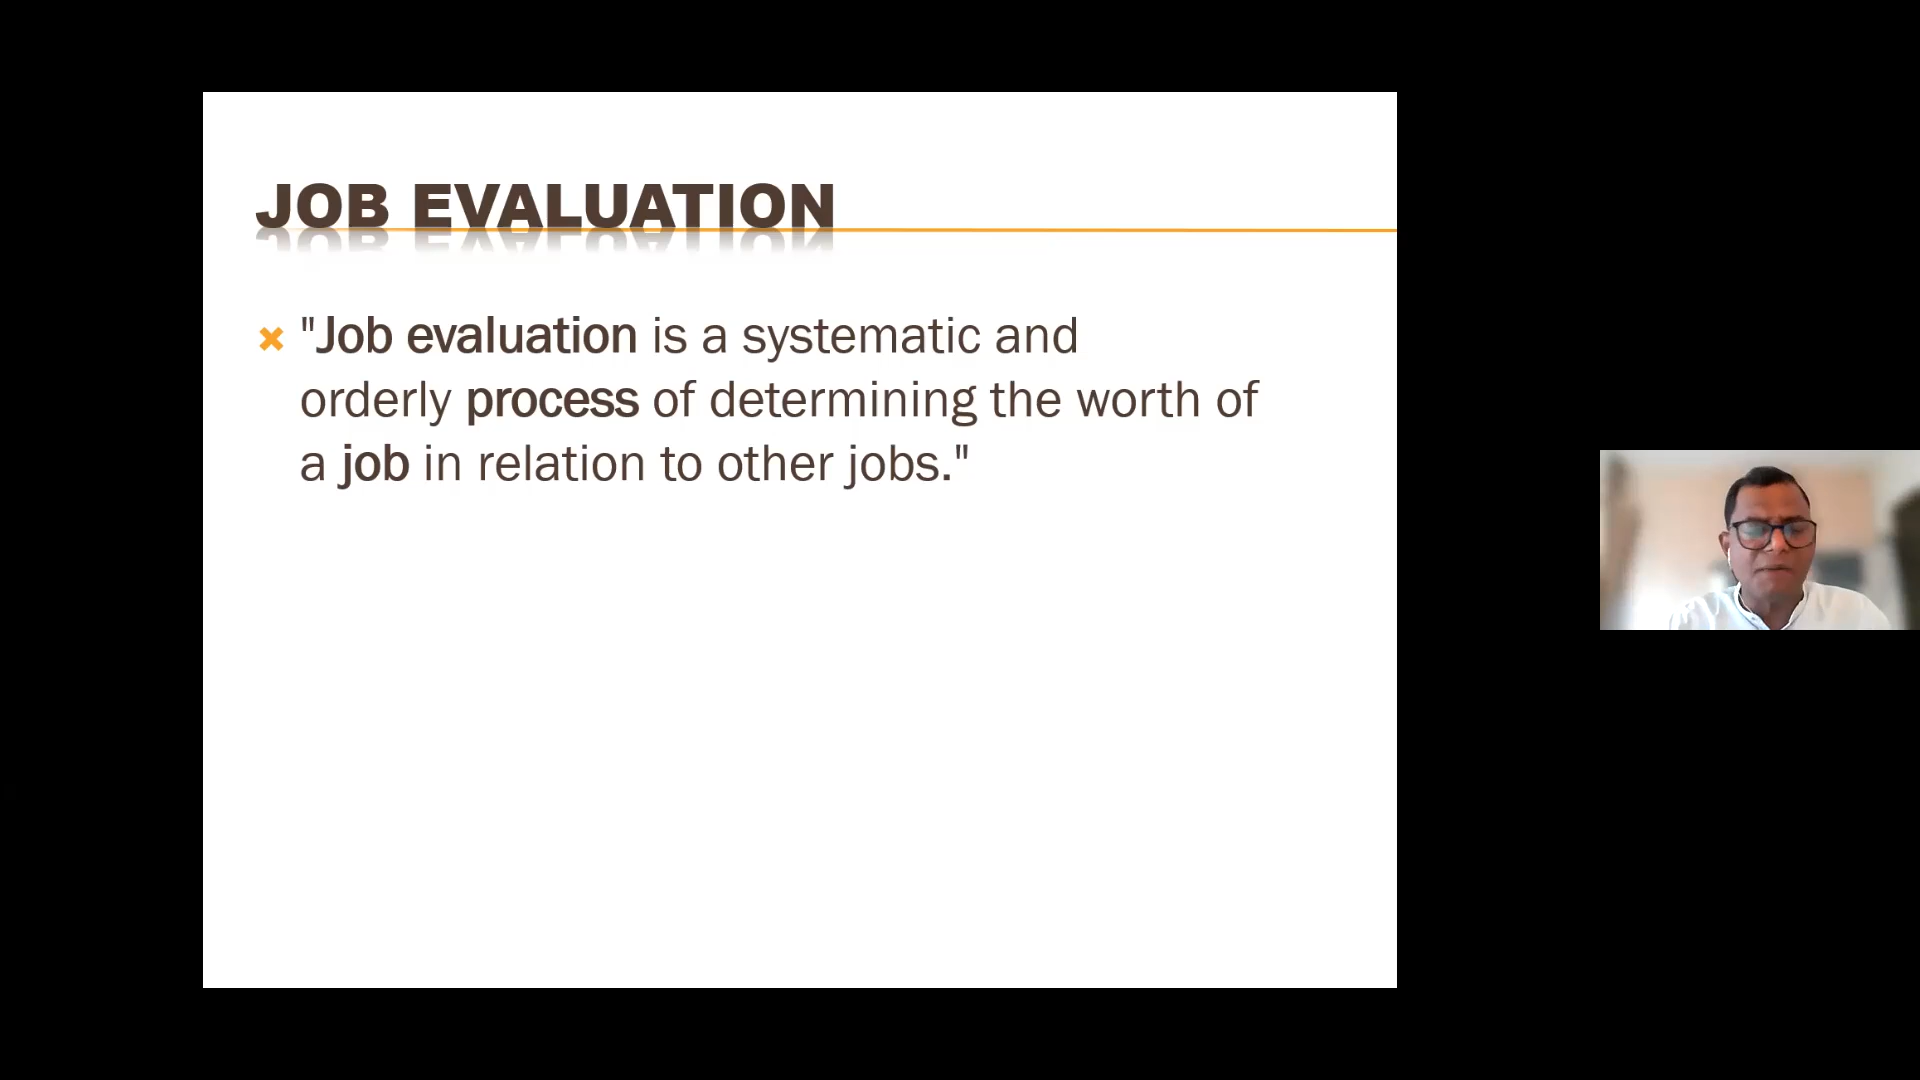 JOB EVALUATION
"Job evaluation is a systematic and
orderly process of determining the worth of
a job in relation to other jobs."